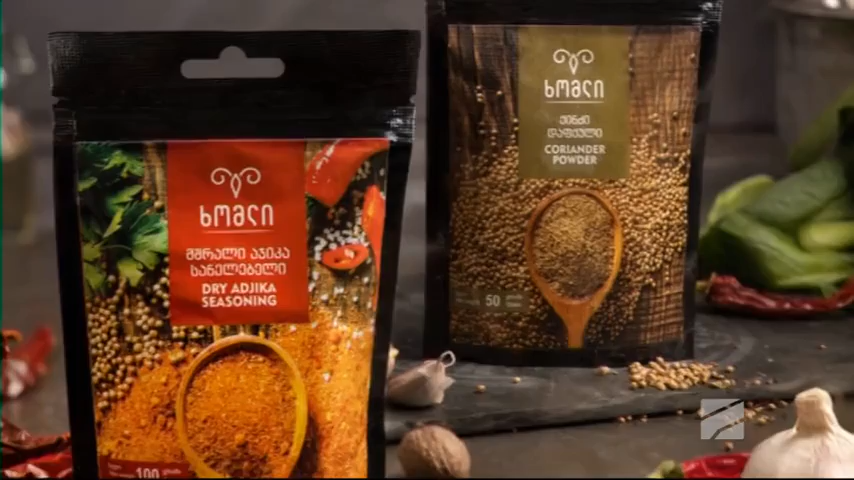 ხომლი
მშრალი აჯიკა
სანელებელი
DRY ADJIKA
SEASONING
100
ხომლი
ქინძი
დაფქული
CORIANDER
POWDER
50